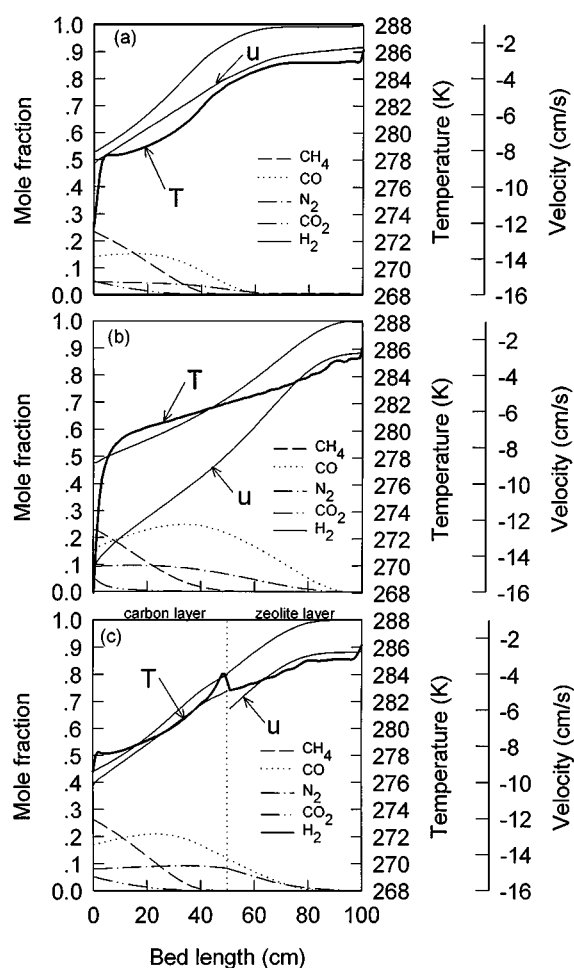 (a)
Mole fraction
1.0
.9
.8
.7
.6
.5
.4
.3
.2
.1
0.0
u
T
CH4
CO
N2
CO2
H2
288
286
284
282
280
278
276
274
272
270
268
Temperature (K)
-2
-4
-6
-8
-10
-12
-14
-16
Velocity (cm/s)
(b)
Mole fraction
1.0
.9
.8
.7
.6
.5
.4
.3
.2
.1
0.0
T
u
CH4
CO
N2
CO2
H2
288
286
284
282
280
278
276
274
272
270
268
Temperature (K)
-2
-4
-6
-8
-10
-12
-14
-16
Velocity (cm/s)
carbon layer
zeolite layer
(c)
Mole fraction
1.0
.9
.8
.7
.6
.5
.4
.3
.2
.1
0.0
T
u
CH4
CO
N2
CO2
H2
288
286
284
282
280
278
276
274
272
270
268
Temperature (K)
-2
-4
-6
-8
-10
-12
-14
-16
Velocity (cm/s)
0 20 40 60 80 100
Bed length (cm)